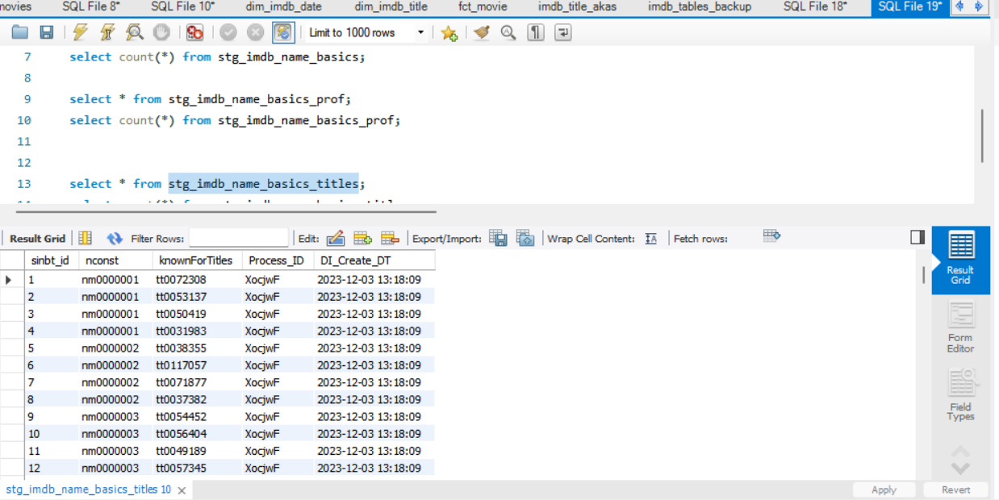 movies SQL File 8* SQL File 10* dim_imdb_date dim_imdb_title fct_movie imdb_title_akas imdb_tables_backup SQL File 18* SQL File 19*
Limit to 1000 rows
7 select count(*) from stg_imdb_name_basics;
8
9 select * from stg_imdb_name_basics_prof;
10 select count(*) from stg_imdb_name_basics_prof;
11
12
13 select * from stg_imdb_name_basics_titles;
Result Grid Filter Rows: Edit: Export/Import: Wrap Cell Content: IA Fetch rows:
sinbt_id nconst knownForTitles Process_ID DI_Create_DT
1 nm0000001 tt0072308 XocjwF 2023-12-03 13:18:09
2 nm0000001 tt0053137 XocjwF 2023-12-03 13:18:09
3 nm0000001 tt0050419 XocjwF 2023-12-03 13:18:09
4 nm0000001 tt0031983 XocjwF 2023-12-03 13:18:09
5 nm0000002 tt0038355 XocjwF 2023-12-03 13:18:09
6 nm0000002 tt0117057 XocjwF 2023-12-03 13:18:09
7 nm0000002 tt0071877 XocjwF 2023-12-03 13:18:09
8 nm0000002 tt0037382 XocjwF 2023-12-03 13:18:09
9 nm0000003 tt0054452 XocjwF 2023-12-03 13:18:09
10 nm0000003 tt0056404 XocjwF 2023-12-03 13:18:09
11 nm0000003 tt0049189 XocjwF 2023-12-03 13:18:09
12 nm0000003 tt0057345 XocjwF 2023-12-03 13:18:09
Result
Grid
Form
Editor
Field
Types
stg_imdb_name_basics_titles 10 Apply Revert